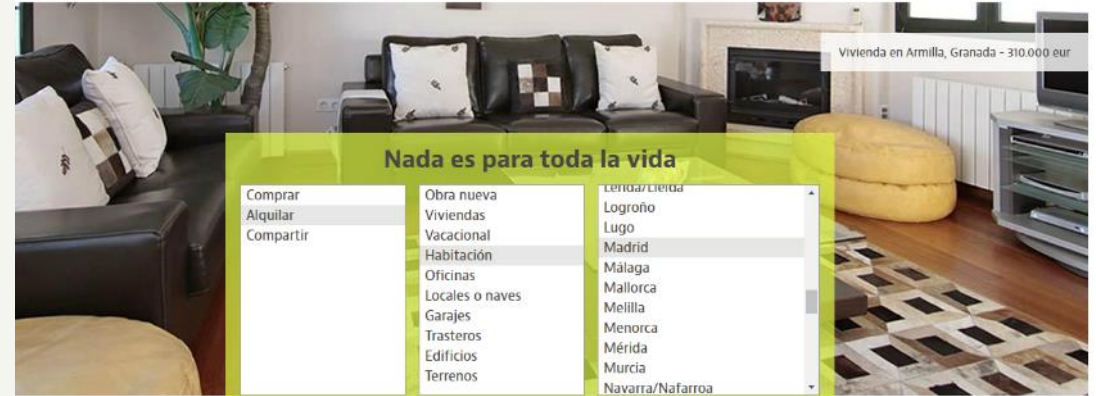 Vivienda en Armilla, Granada - 310.000 eur
Nada es para toda la vida
Comprar
Alquilar
Compartir
Obra nueva
Viviendas
Vacacional
Habitación
Oficinas
Locales o naves
Garajes
Trasteros
Edificios
Terrenos
Lérida/Lleida
Logroño
Lugo
Madrid
Málaga
Mallorca
Melilla
Menorca
Mérida
Murcia
Navarra/Nafarroa